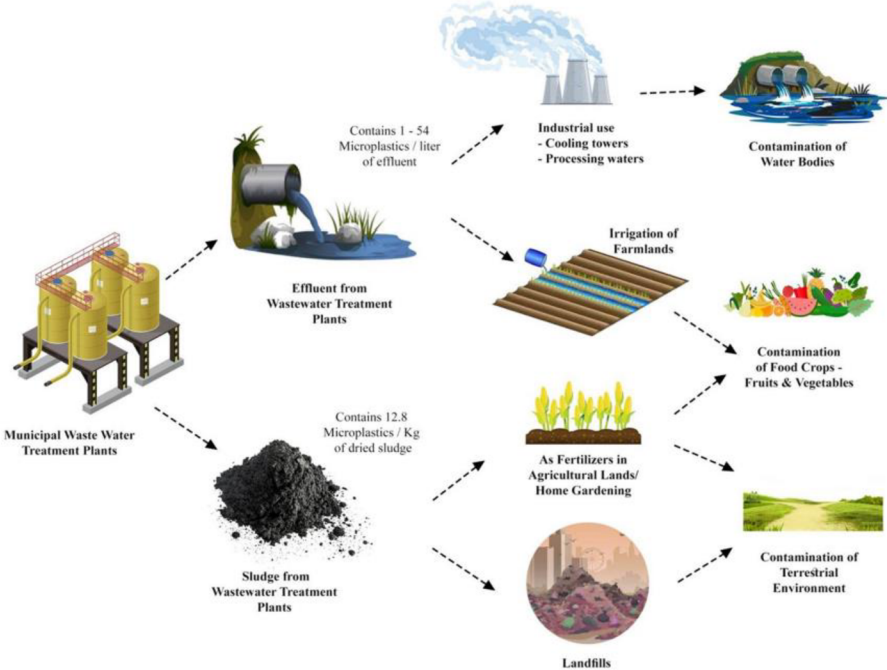 Contains 1 - 54
Microplastics / liter
of effluent
Industrial use
- Cooling towers
- Processing waters
Contamination of
Water Bodies
Irrigation of
Farmlands
Effluent from
Wastewater Treatment
Plants
Contamination
of Food Crops -
Fruits & Vegetables
Municipal Waste Water
Treatment Plants
Contains 12.8
Microplastics / Kg
of dried sludge
As Fertilizers in
Agricultural Lands/
Home Gardening
Sludge from
Wastewater Treatment
Plants
Contamination of
Terrestrial
Environment
Landfills